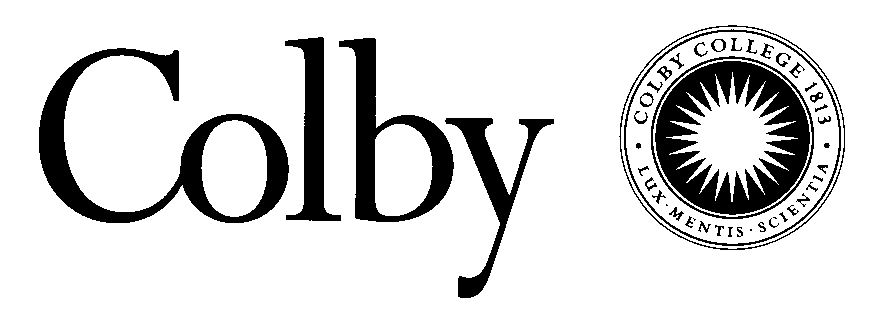 Colby
COLBY COLLEGE 1813
· LUX · MENTIS · SCIENTIA ·